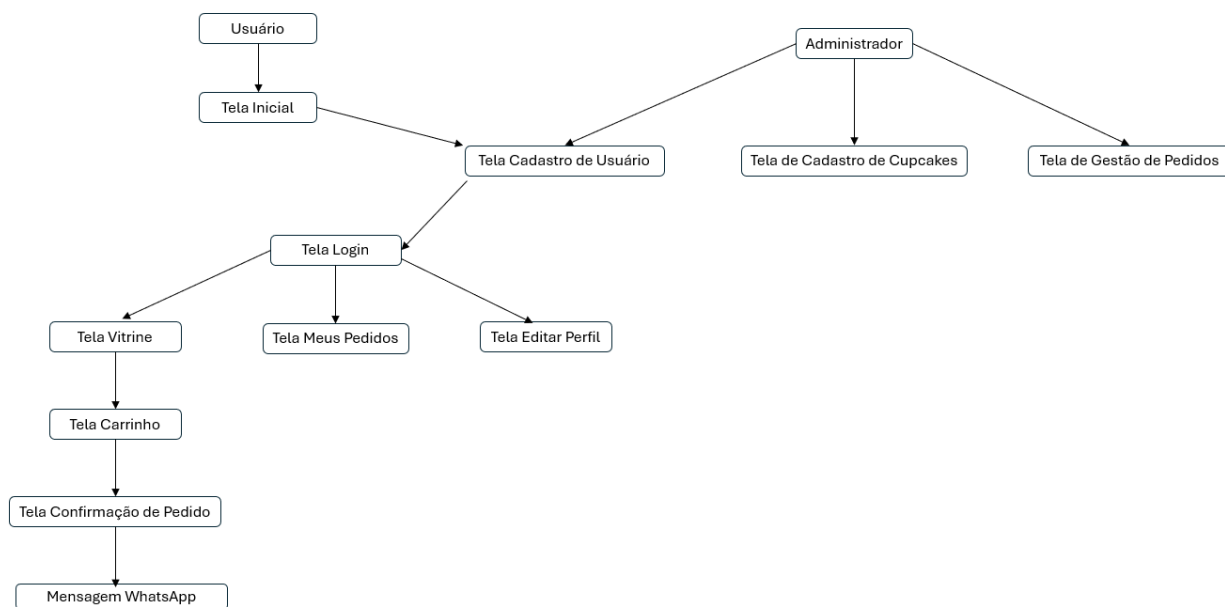 Usuário
Administrador
Tela Inicial
Tela Cadastro de Usuário
Tela de Cadastro de Cupcakes
Tela de Gestão de Pedidos
Tela Login
Tela Vitrine
Tela Meus Pedidos
Tela Editar Perfil
Tela Carrinho
Tela Confirmação de Pedido
Mensagem WhatsApp